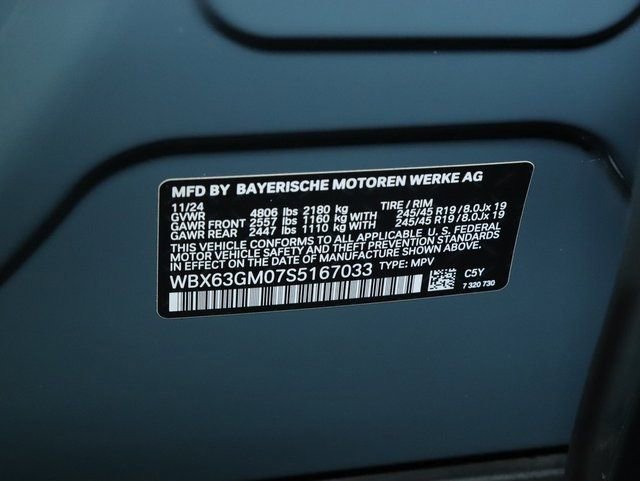 MFD BY BAYERISCHE MOTOREN WERKE AG
11/24 TIRE / RIM
GVWR 4806 lbs 2180 kg
GAWR FRONT 2557 lbs 1160 kg WITH 245/45 R19 / 8.0Jx 19
GAWR REAR 2447 lbs 1110 kg WITH 245/45 R19 / 8.0Jx 19
THIS VEHICLE CONFORMS TO ALL APPLICABLE U. S. FEDERAL
MOTOR VEHICLE SAFETY AND THEFT PREVENTION STANDARDS
IN EFFECT ON THE DATE OF MANUFACTURE SHOWN ABOVE.
WBX63GM07S5167033 TYPE: MPV
C5Y
7 320 730